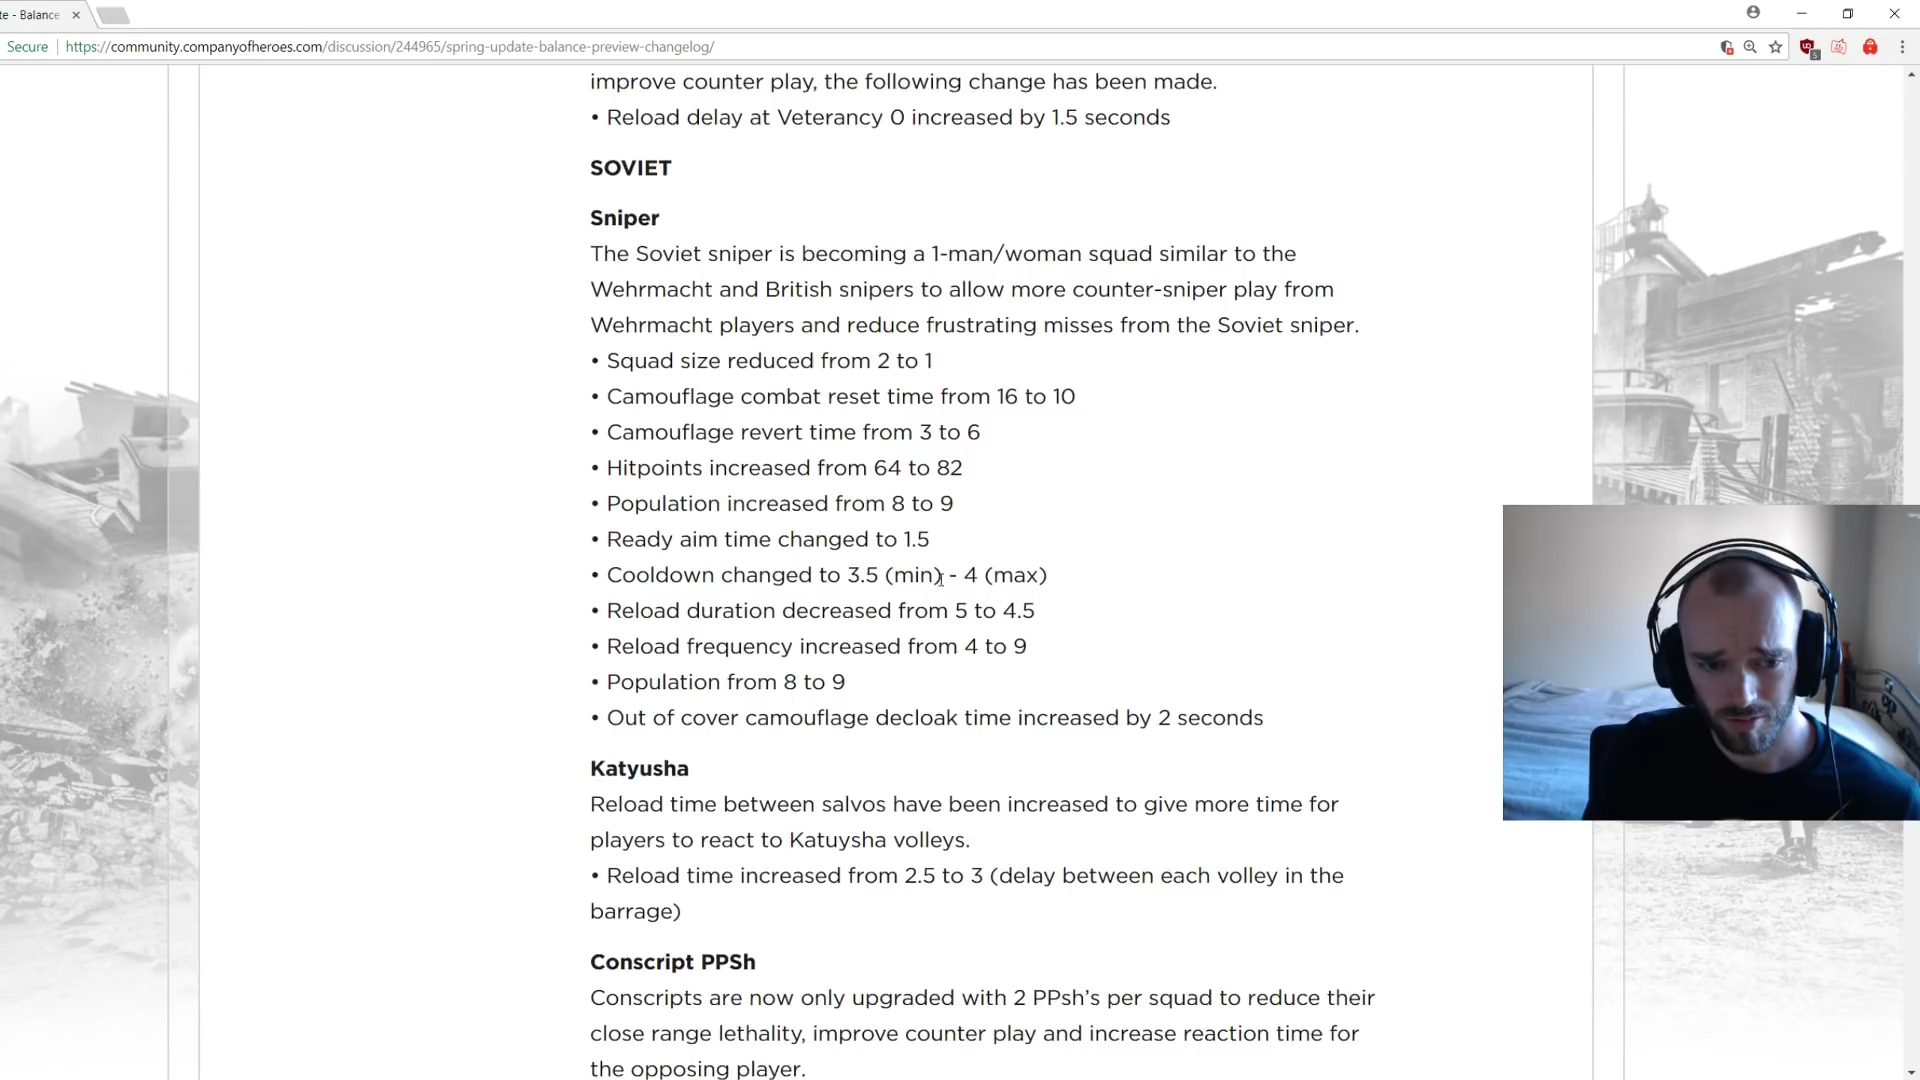 te - Balance
Secure https://community.companyofheroes.com/discussion/244965/spring-update-balance-preview-changelog/
improve counter play, the following change has been made.
• Reload delay at Veterancy 0 increased by 1.5 seconds
SOVIET
Sniper
The Soviet sniper is becoming a 1-man/woman squad similar to the
Wehrmacht and British snipers to allow more counter-sniper play from
Wehrmacht players and reduce frustrating misses from the Soviet sniper.
• Squad size reduced from 2 to 1
• Camouflage combat reset time from 16 to 10
• Camouflage revert time from 3 to 6
• Hitpoints increased from 64 to 82
• Population increased from 8 to 9
• Ready aim time changed to 1.5
• Cooldown changed to 3.5 (min) - 4 (max)
• Reload duration decreased from 5 to 4.5
• Reload frequency increased from 4 to 9
• Population from 8 to 9
• Out of cover camouflage decloak time increased by 2 seconds
Katyusha
Reload time between salvos have been increased to give more time for
players to react to Katuysha volleys.
• Reload time increased from 2.5 to 3 (delay between each volley in the
barrage)
Conscript PPSh
Conscripts are now only upgraded with 2 PPsh's per squad to reduce their
close range lethality, improve counter play and increase reaction time for
the opposing player.